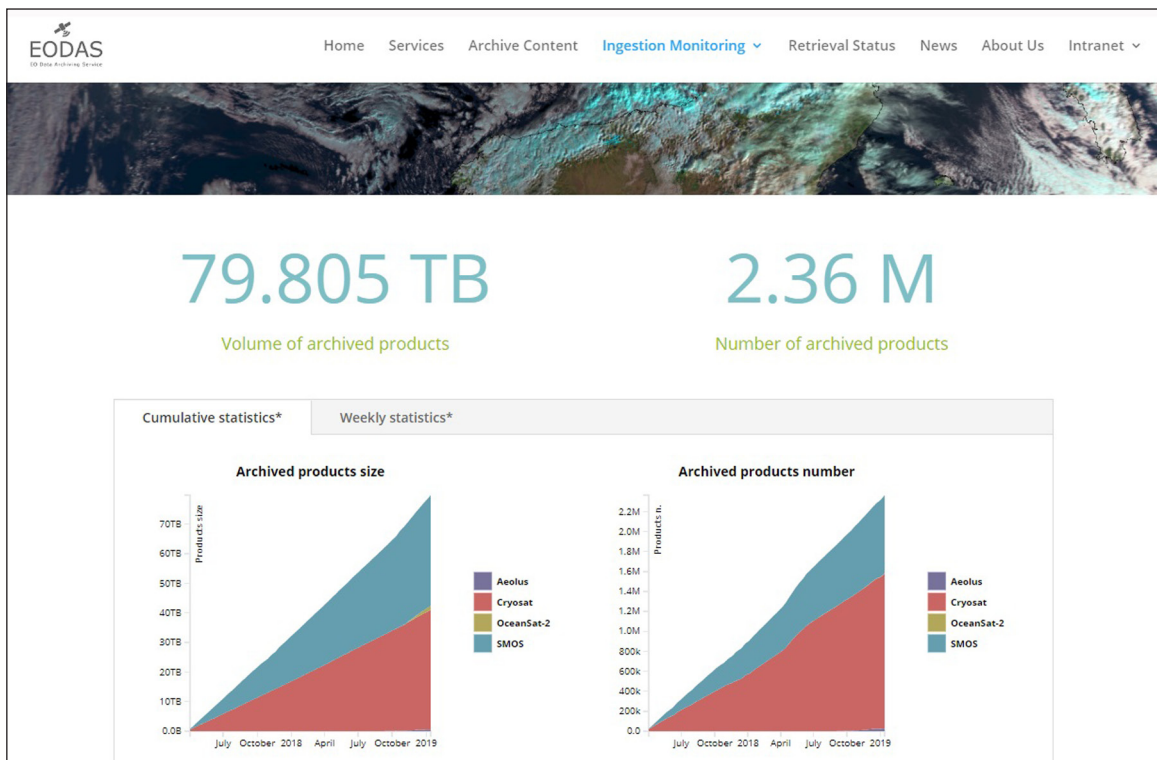 EODAS
EO Data Archiving Service
Home Services Archive Content Ingestion Monitoring Retrieval Status News About Us Intranet
79.805 TB
Volume of archived products
2.36 M
Number of archived products
Cumulative statistics* Weekly statistics*
Archived products size
Products size
70TB
60TB
50TB
40TB
30TB
20TB
10TB
0.0B
July October 2018 April July October 2019
Aeolus
Cryosat
OceanSat-2
SMOS
Archived products number
Products n.
2.2M
2.0M
1.8M
1.6M
1.4M
1.2M
1.0M
800k
600k
400k
200k
0.0
July October 2018 April July October 2019
Aeolus
Cryosat
OceanSat-2
SMOS